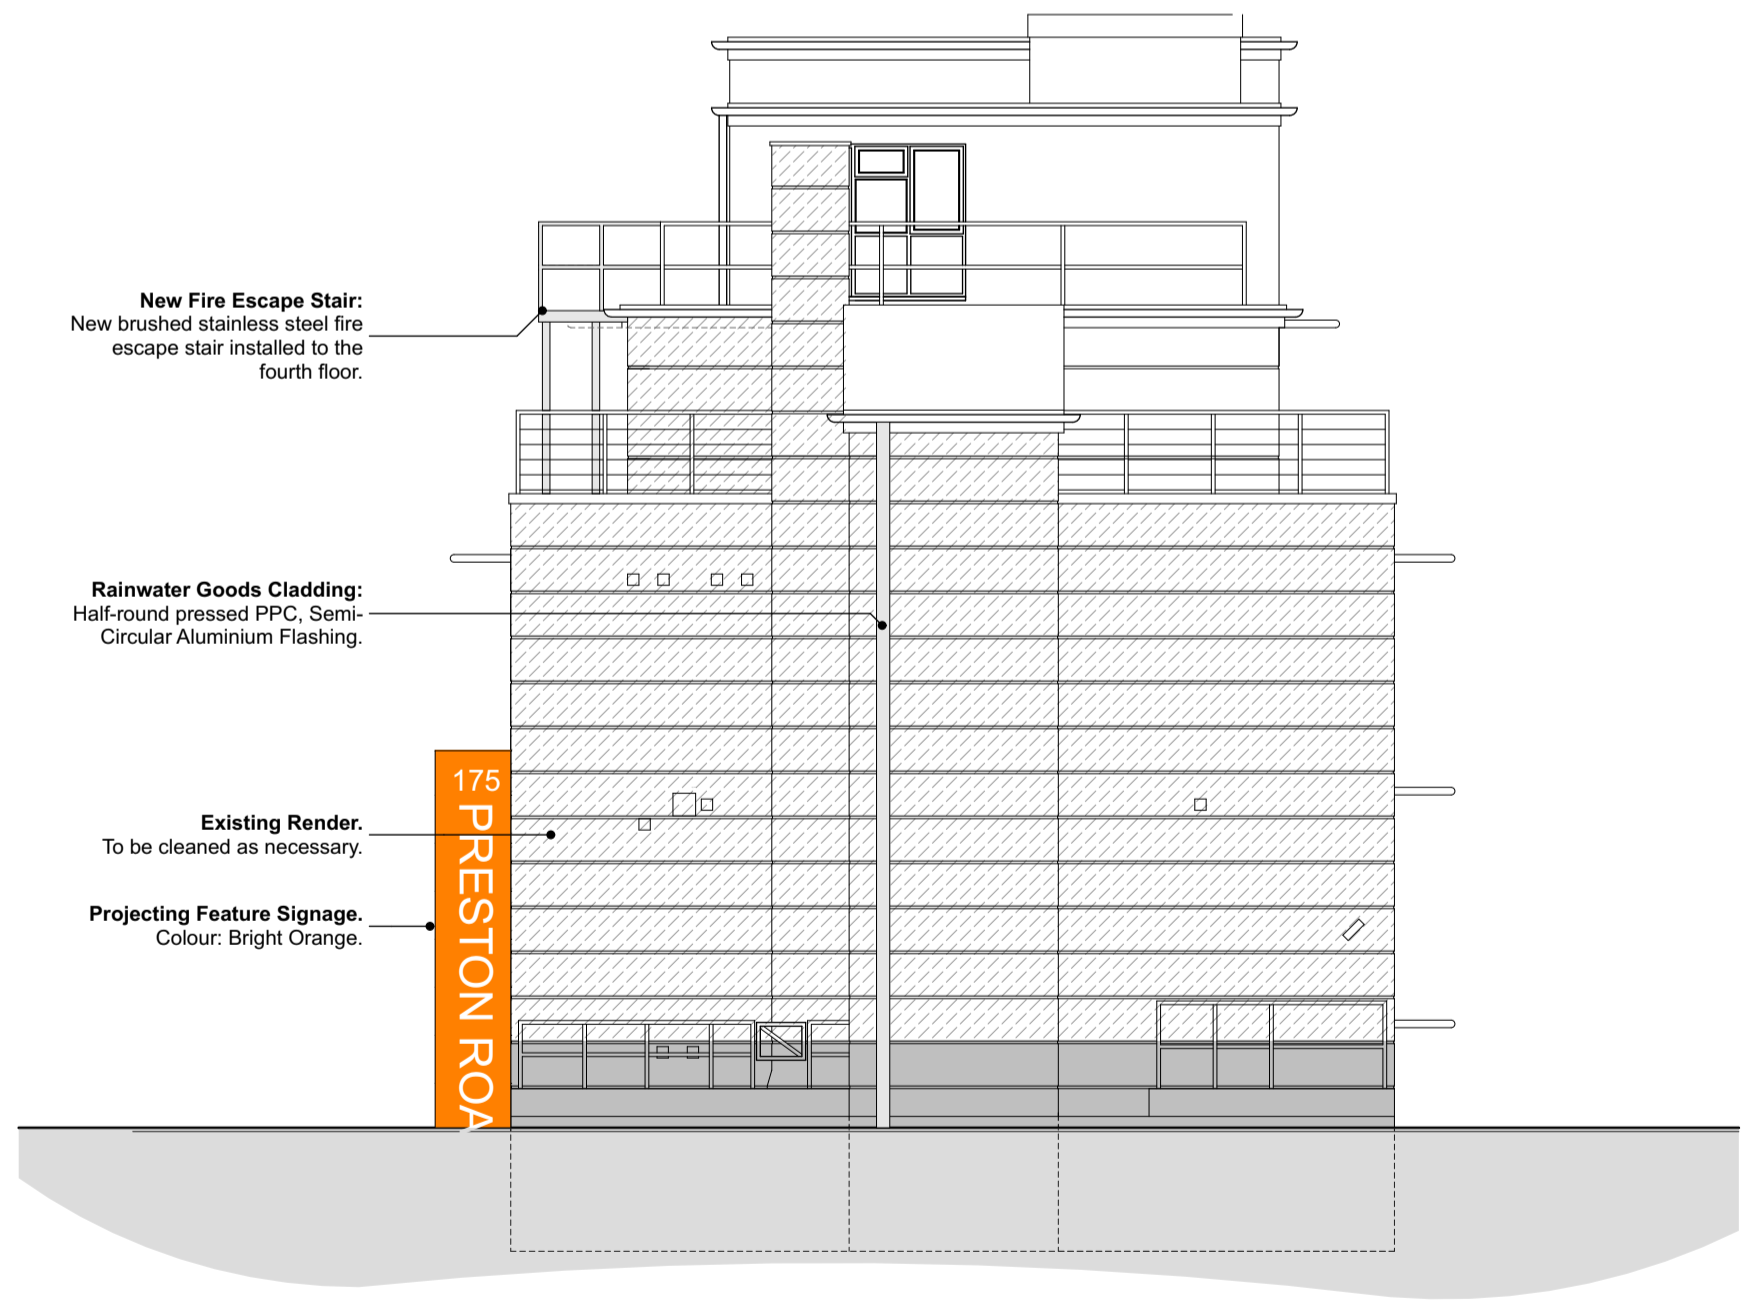 New Fire Escape Stair:
New brushed stainless steel fire
escape stair installed to the
fourth floor.
Rainwater Goods Cladding:
Half-round pressed PPC, Semi-
Circular Aluminium Flashing.
175
PRESTON ROA
Existing Render.
To be cleaned as necessary.
Projecting Feature Signage.
Colour: Bright Orange.